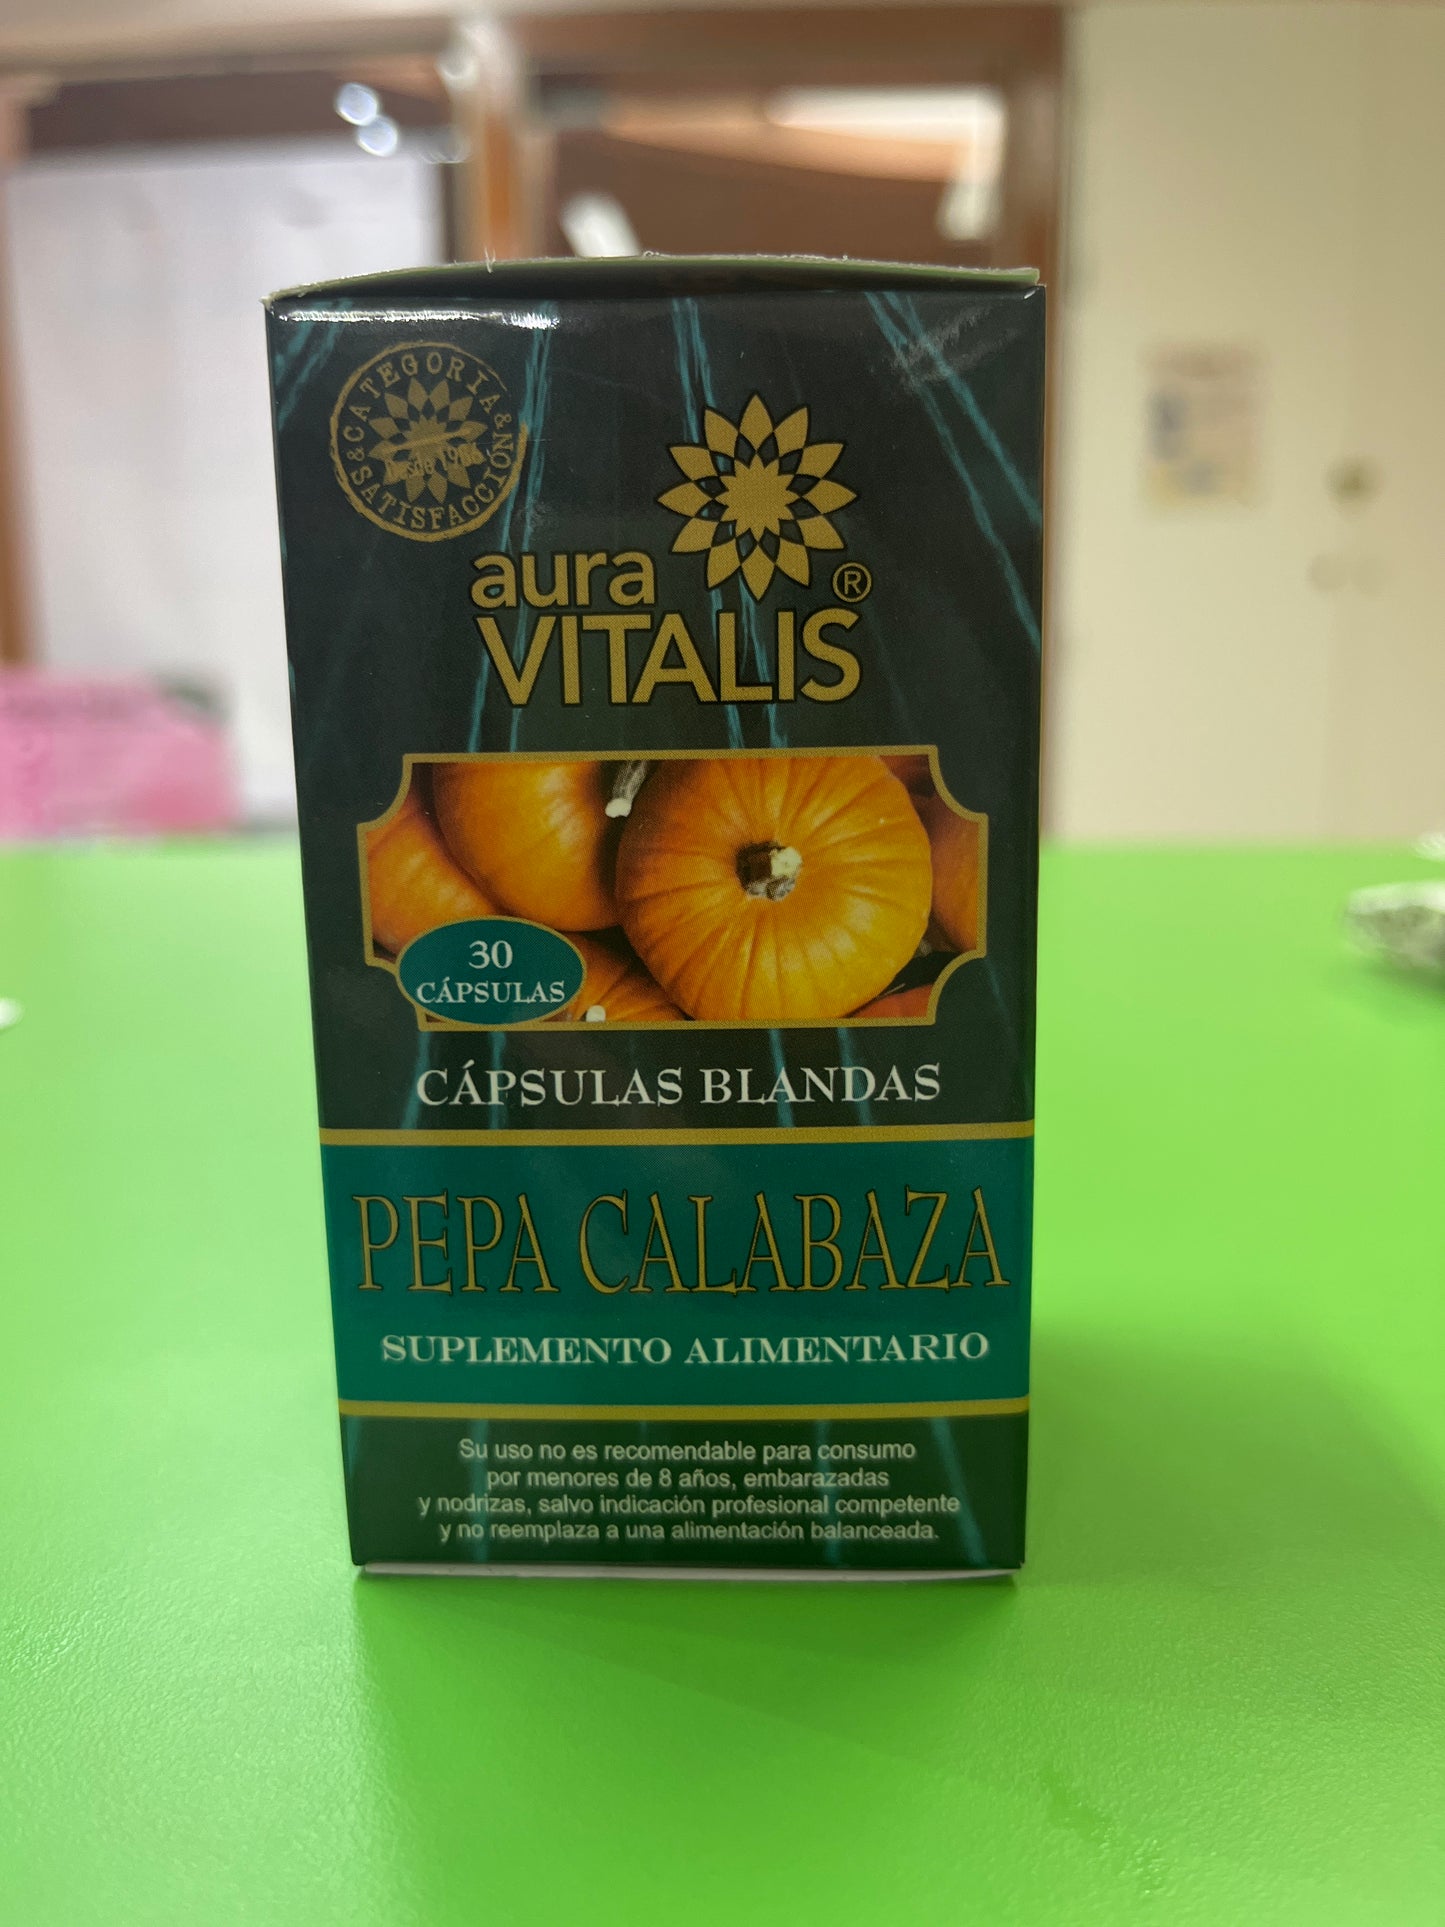 &CATEGORIA&
SATISFACCIÓN
Desde
aura
VITALIS®
30
CÁPSULAS
CÁPSULAS BLANDAS
PEPA CALABAZA
SUPLEMENTO ALIMENTARIO
Su uso no es recomendable para consumo
por menores de 8 años, embarazadas
y nodrizas, salvo indicación profesional competente
y no reemplaza a una alimentación balanceada.